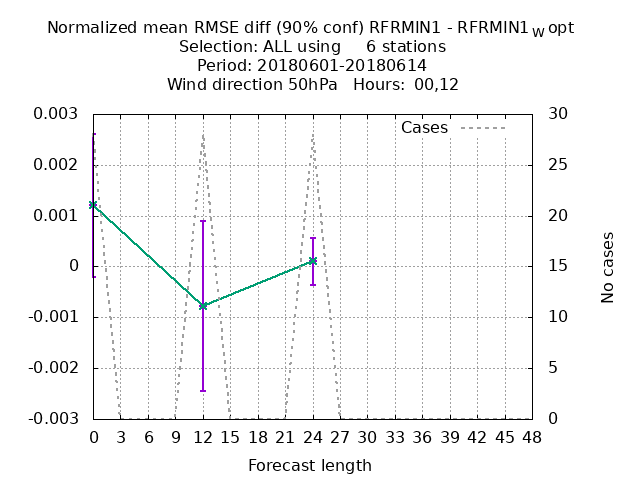 Normalized mean RMSE diff (90% conf) RFRMIN1 - RFRMIN1W opt
Selection: ALL using     6 stations
Period: 20180601-20180614
Wind direction 50hPa   Hours:  00,12
0.003
0.002
0.001
0
-0.001
-0.002
-0.003
Cases
30
25
20
15
10
5
0
No cases
0 3 6 9 12 15 18 21 24 27 30 33 36 39 42 45 48
Forecast length